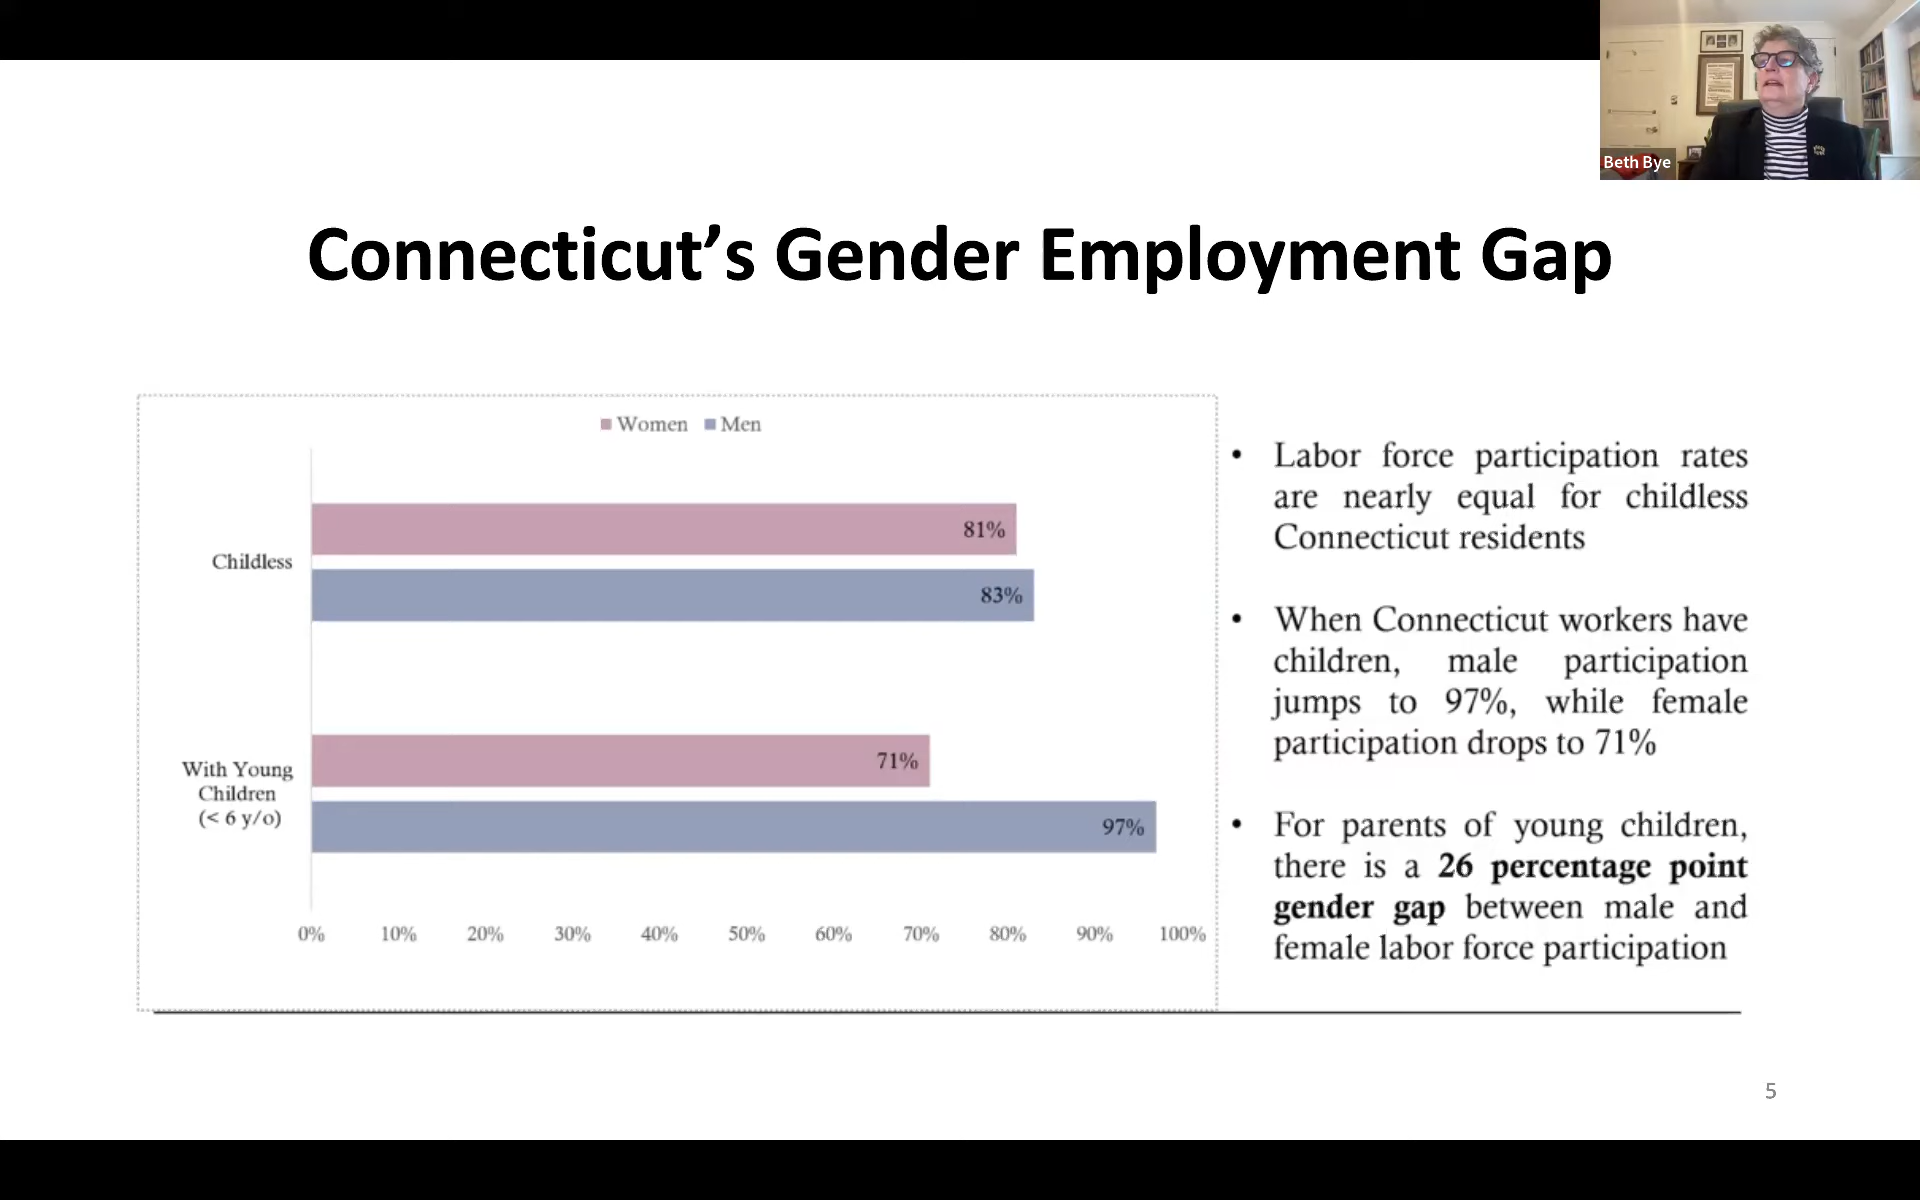 Beth Bye
Connecticut’s Gender Employment Gap
Women Men
Childless
81%
83%
With Young
Children
(< 6 y/o)
71%
97%
0% 10% 20% 30% 40% 50% 60% 70% 80% 90% 100%
• Labor force participation rates
are nearly equal for childless
Connecticut residents
• When Connecticut workers have
children, male participation
jumps to 97%, while female
participation drops to 71%
• For parents of young children,
there is a 26 percentage point
gender gap between male and
female labor force participation
5